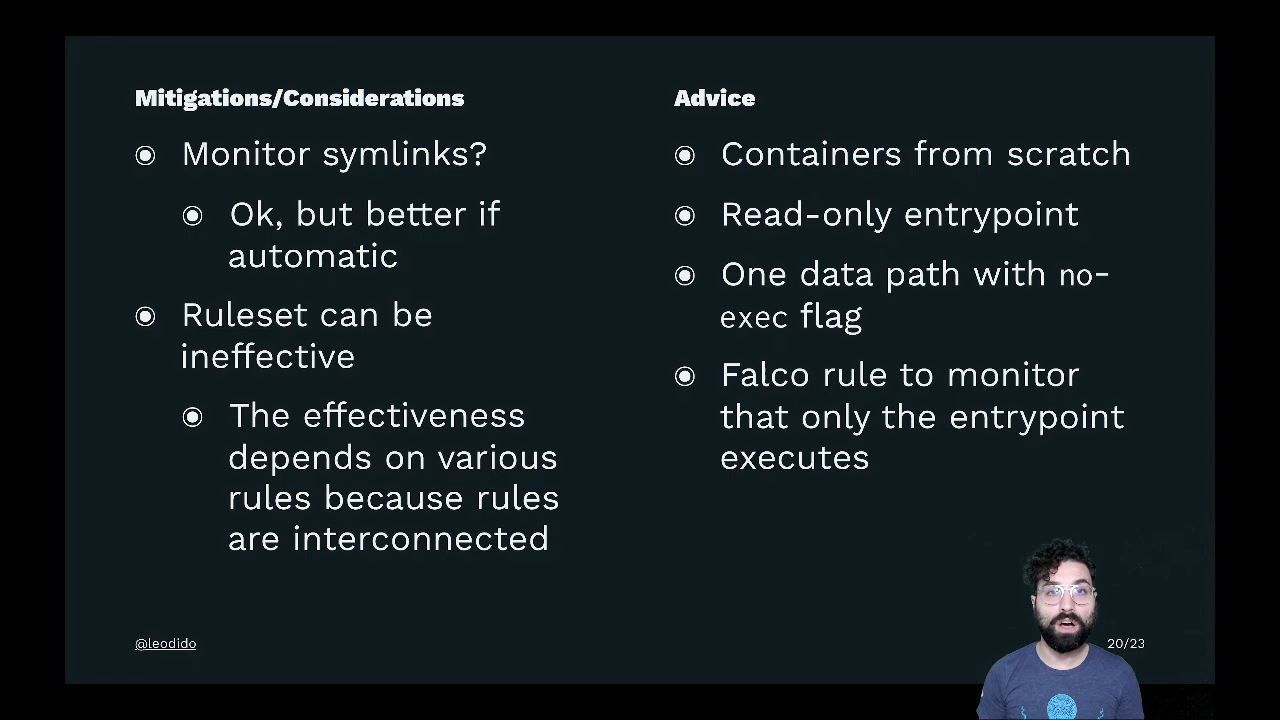 Mitigations/Considerations
Monitor symlinks?
Ok, but better if
automatic
Ruleset can be
ineffective
The effectiveness
depends on various
rules because rules
are interconnected
Advice
Containers from scratch
Read-only entrypoint
One data path with no-
exec flag
Falco rule to monitor
that only the entrypoint
executes
@leodido
20/23